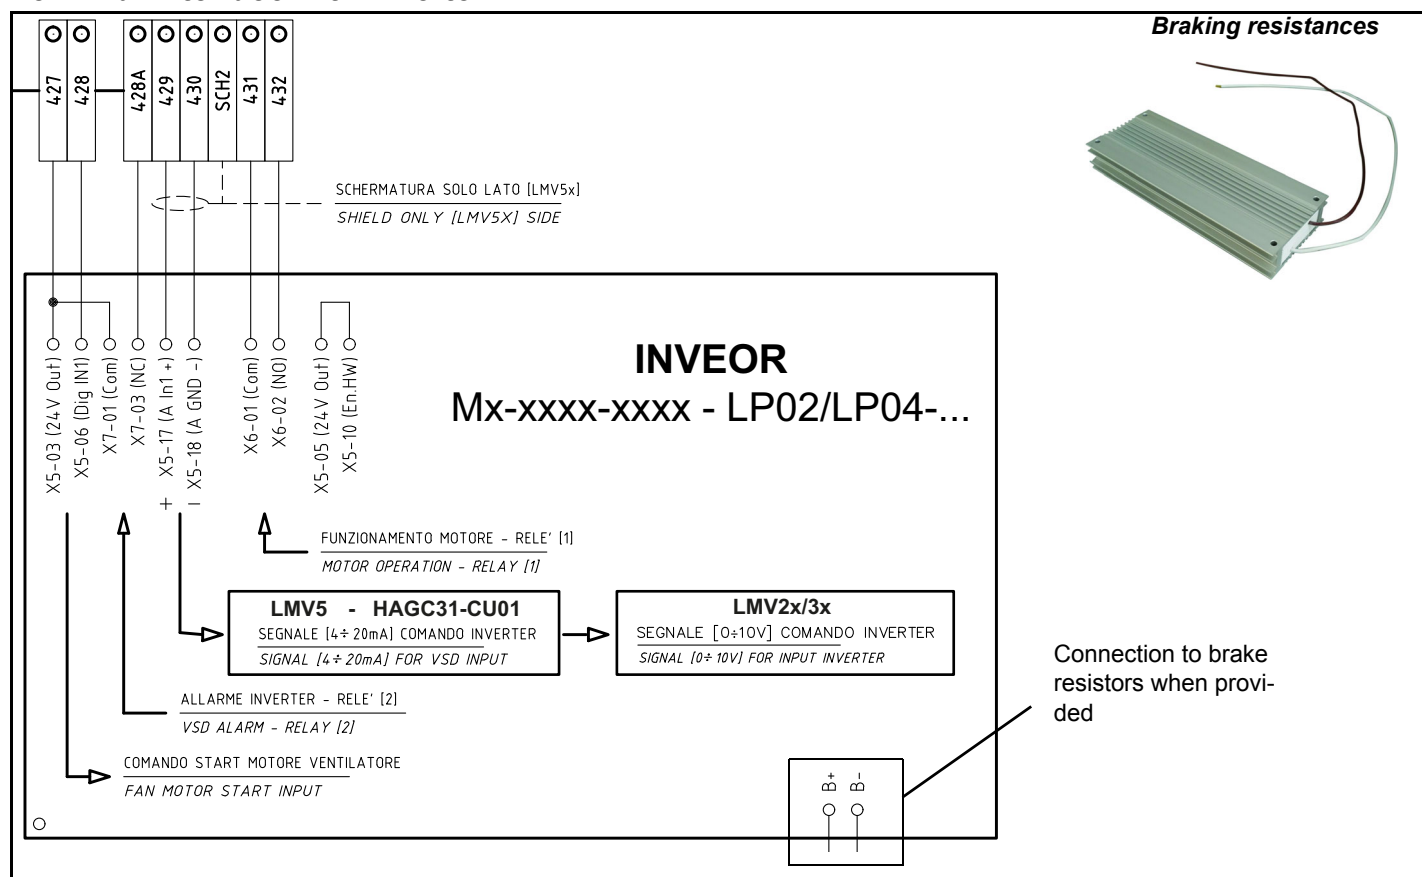 Braking resistances
427
428
428A
429
430
SCH2
431
432
SCHERMATURA SOLO LATO [LMV5x]
SHIELD ONLY [LMV5X] SIDE
X5-03 (24V Out)
X5-06 (Dig IN1)
X7-01 (Com)
X7-03 (NC)
+ X5-17 (A In1 +)
- X5-18 (A GND -)
X6-01 (Com)
X6-02 (NO)
X5-05 (24V Out)
X5-10 (En.HW)
INVEOR
Mx-xxxx-xxxx - LP02/LP04-...
FUNZIONAMENTO MOTORE - RELE' [1]
MOTOR OPERATION - RELAY [1]
LMV5 - HAGC31-CU01
SEGNALE [4÷20mA] COMANDO INVERTER
SIGNAL [4÷20mA] FOR VSD INPUT
LMV2x/3x
SEGNALE [0÷10V] COMANDO INVERTER
SIGNAL [0÷10V] FOR INPUT INVERTER
ALLARME INVERTER - RELE' [2]
VSD ALARM - RELAY [2]
COMANDO START MOTORE VENTILATORE
FAN MOTOR START INPUT
Connection to brake
resistors when provi-
ded
B+
B-